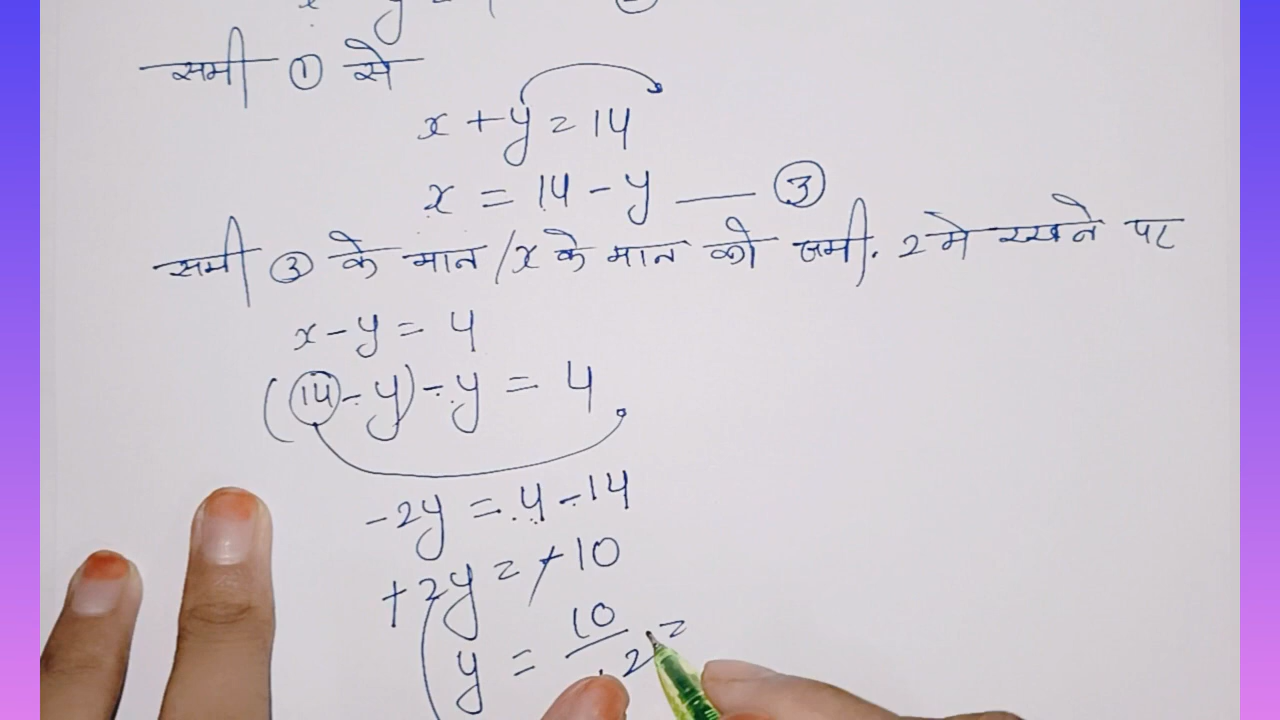 समी ① से
x + y = 14
x = 14 - y — ③
समी ③ के मान / x के मान को समी. 2 मे रखने पर
x - y = 4
(14 - y) - y = 4
-2y = 4 - 14
+2y = +10
y = 10/2 =